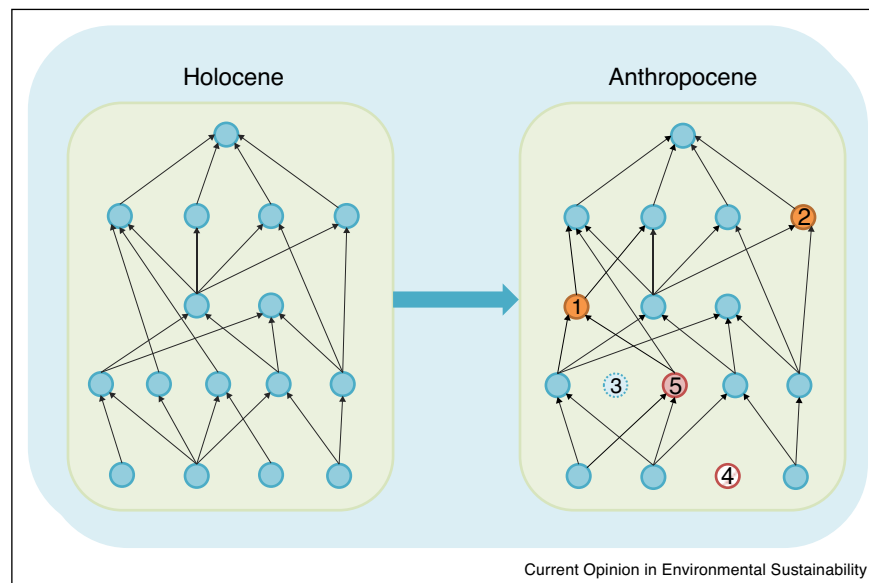 Holocene
Anthropocene
2
1
3
5
4
Current Opinion in Environmental Sustainability